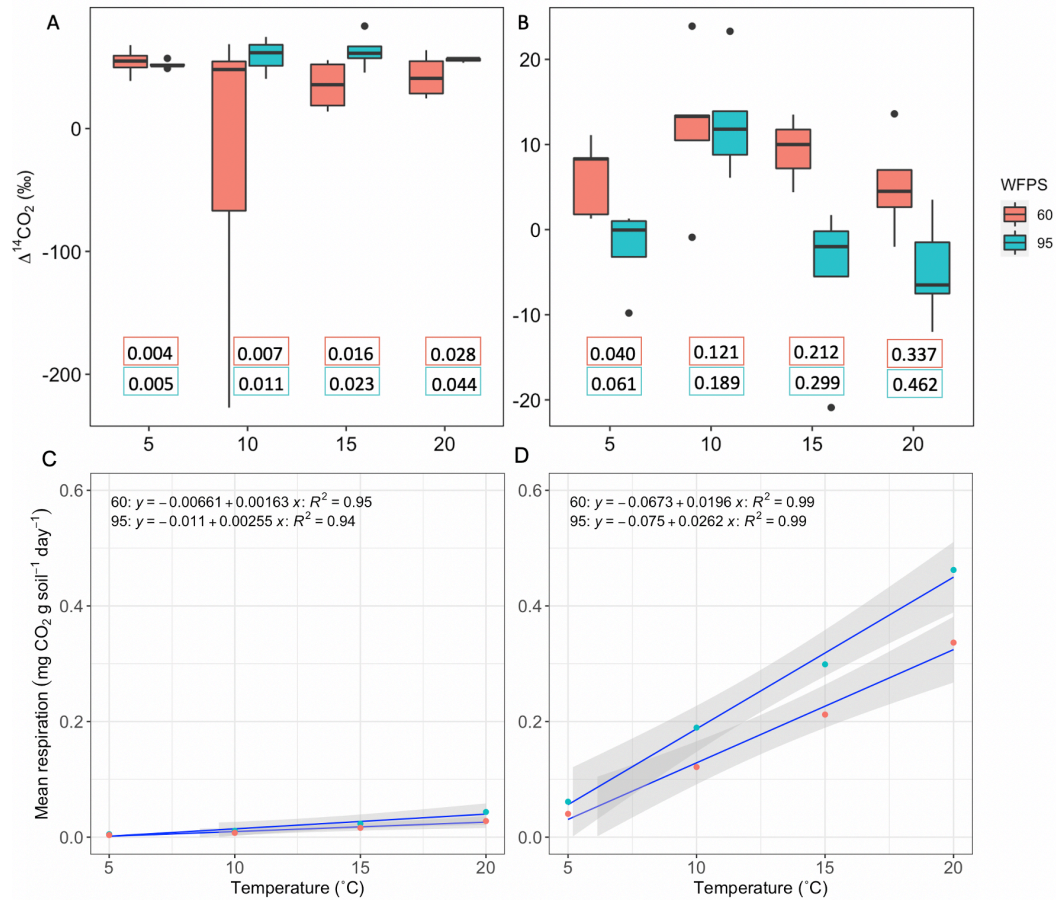 A
B
0
-100
-200
Δ¹⁴CO₂ (‰)
0.004 0.007 0.016 0.028
0.005 0.011 0.023 0.044
5 10 15 20
20
10
0
-10
-20
0.040 0.121 0.212 0.337
0.061 0.189 0.299 0.462
5 10 15 20
WFPS
60
95
C
D
60: y = −0.00661 + 0.00163 x: R² = 0.95
95: y = −0.011 + 0.00255 x: R² = 0.94
0.6
0.4
0.2
0.0
Mean respiration (mg CO₂ g soil⁻¹ day⁻¹)
5 10 15 20
Temperature (˚C)
60: y = −0.0673 + 0.0196 x: R² = 0.99
95: y = −0.075 + 0.0262 x: R² = 0.99
0.6
0.4
0.2
0.0
5 10 15 20
Temperature (˚C)